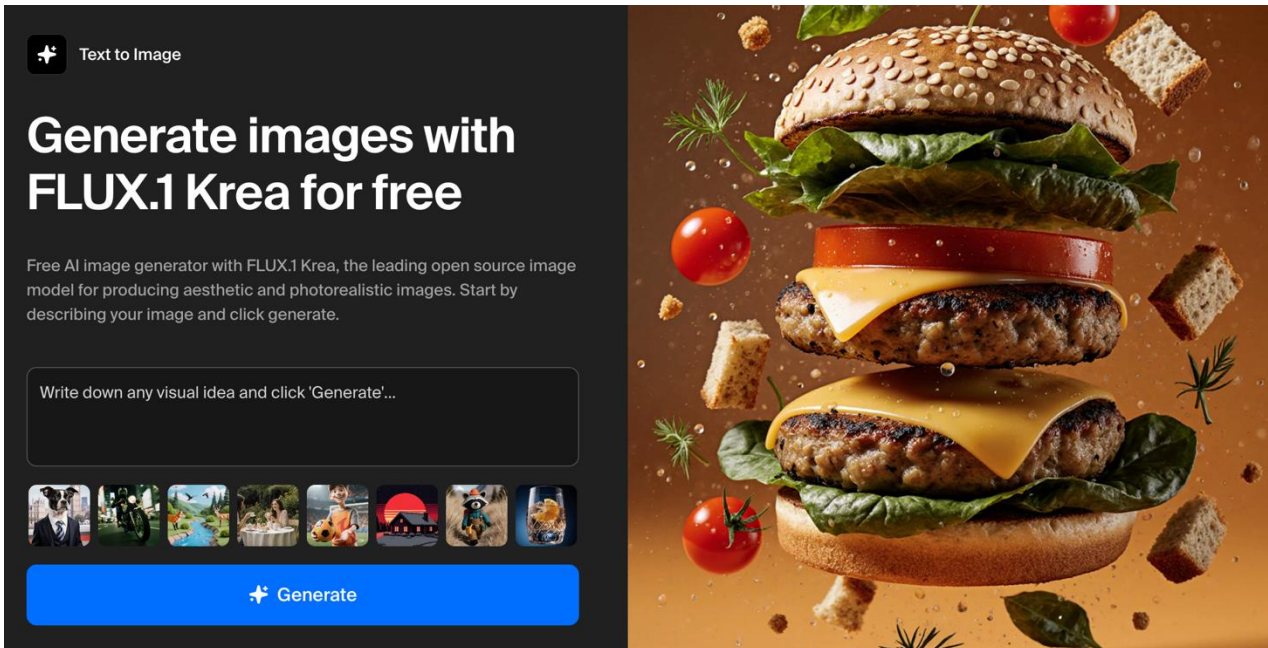 Text to Image
Generate images with
FLUX.1 Krea for free
Free AI image generator with FLUX.1 Krea, the leading open source image
model for producing aesthetic and photorealistic images. Start by
describing your image and click generate.
Write down any visual idea and click 'Generate'...
Generate